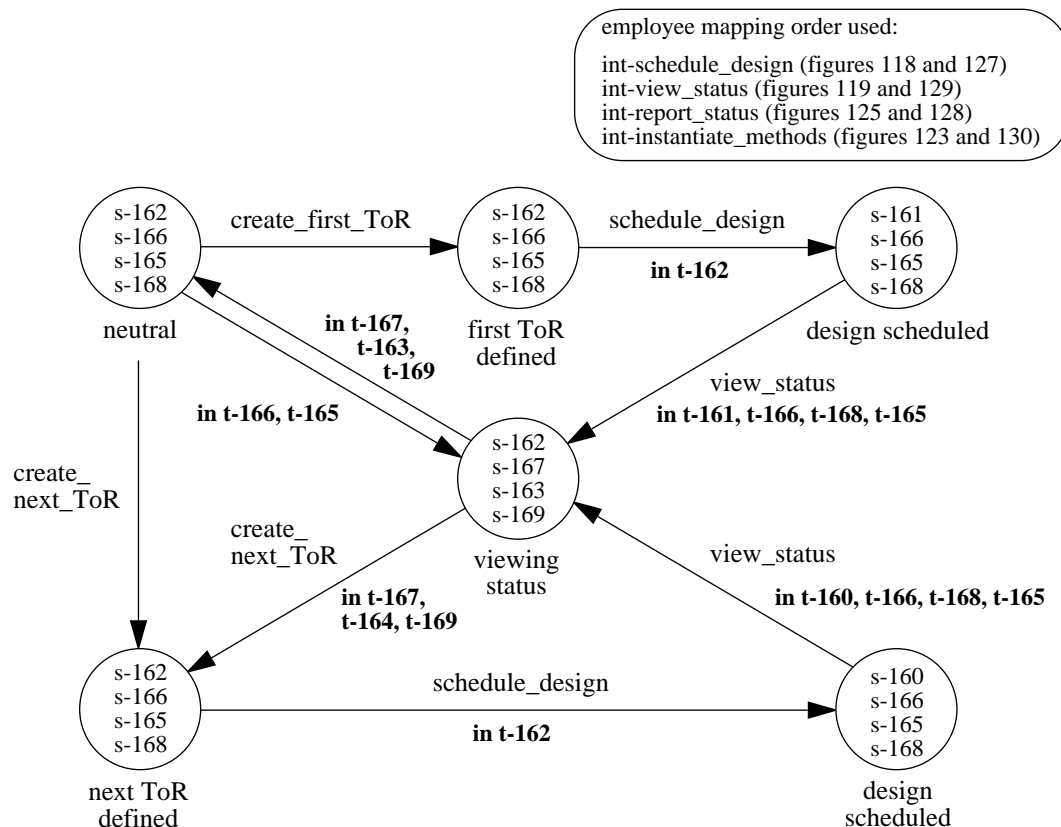 employee mapping order used:
int-schedule_design (figures 118 and 127)
int-view_status (figures 119 and 129)
int-report_status (figures 125 and 128)
int-instantiate_methods (figures 123 and 130)
s-162
s-166
s-165
s-168
neutral
create_first_ToR
s-162
s-166
s-165
s-168
first ToR
defined
schedule_design
in t-162
s-161
s-166
s-165
s-168
design scheduled
in t-167,
t-163,
t-169
in t-166, t-165
view_status
in t-161, t-166, t-168, t-165
s-162
s-167
s-163
s-169
viewing
status
create_
next_ToR
create_
next_ToR
in t-167,
t-164, t-169
view_status
in t-160, t-166, t-168, t-165
s-162
s-166
s-165
s-168
next ToR
defined
schedule_design
in t-162
s-160
s-166
s-165
s-168
design
scheduled